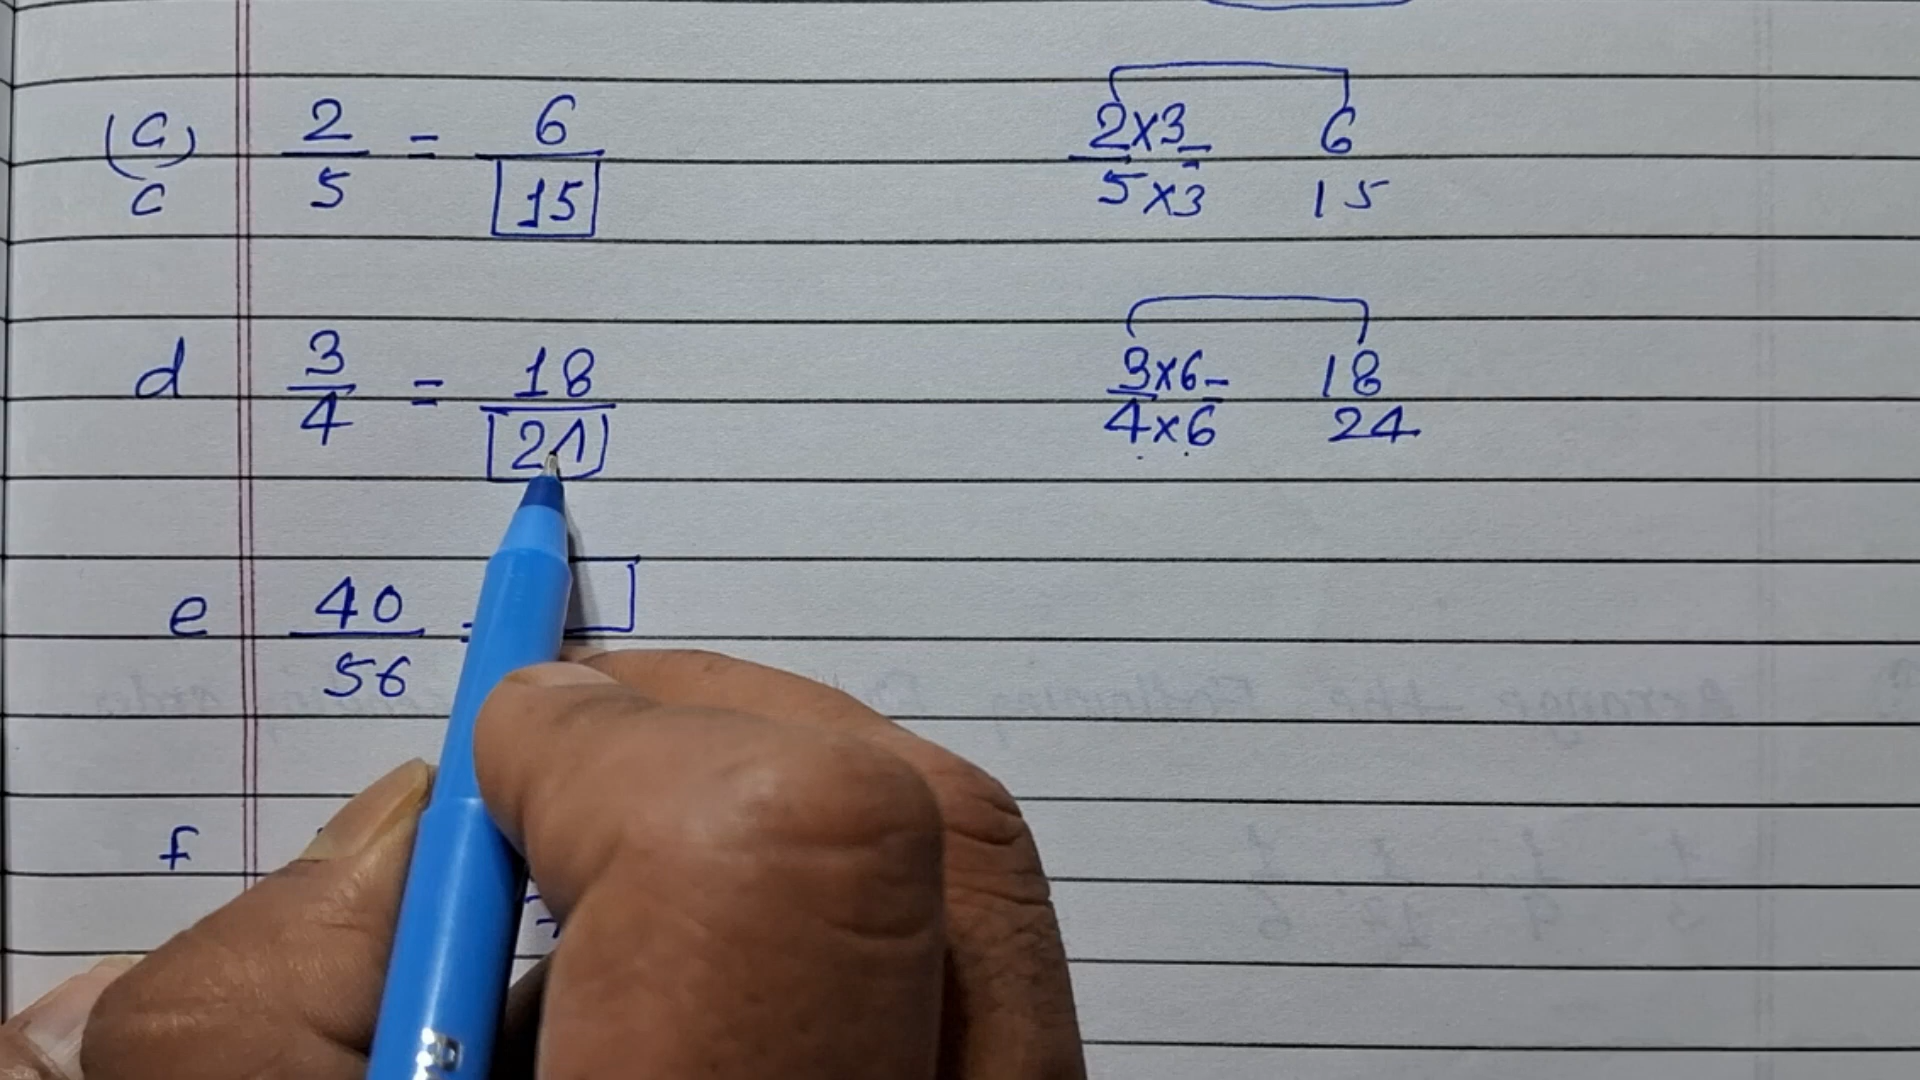 (c) 2/5 = 6/15 2×3/5×3 = 6/15
c
d 3/4 = 18/24 3×6/4×6 = 18/24
e 40/56 =
f
7